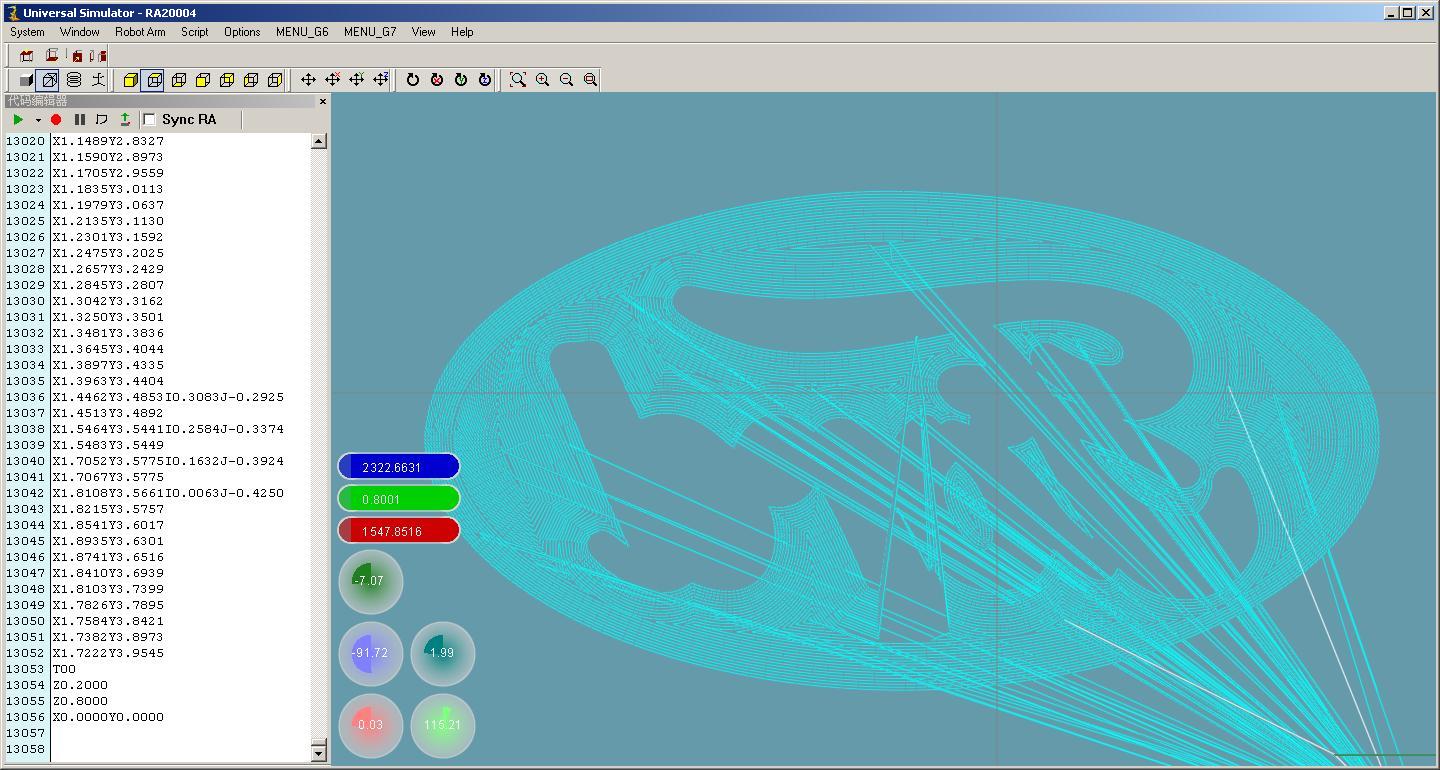 Universal Simulator - RA20004
System Window Robot Arm Script Options MENU_G6 MENU_G7 View Help
代码编辑器
Sync RA
13020 X1.1489Y2.8327
13021 X1.1590Y2.8973
13022 X1.1705Y2.9559
13023 X1.1835Y3.0113
13024 X1.1979Y3.0637
13025 X1.2135Y3.1130
13026 X1.2301Y3.1592
13027 X1.2475Y3.2025
13028 X1.2657Y3.2429
13029 X1.2845Y3.2807
13030 X1.3042Y3.3162
13031 X1.3250Y3.3501
13032 X1.3481Y3.3836
13033 X1.3645Y3.4044
13034 X1.3897Y3.4335
13035 X1.3963Y3.4404
13036 X1.4462Y3.4853I0.3083J-0.2925
13037 X1.4513Y3.4892
13038 X1.5464Y3.5441I0.2584J-0.3374
13039 X1.5483Y3.5449
13040 X1.7052Y3.5775I0.1632J-0.3924
13041 X1.7067Y3.5775
13042 X1.8108Y3.5661I0.0063J-0.4250
13043 X1.8215Y3.5757
13044 X1.8541Y3.6017
13045 X1.8935Y3.6301
13046 X1.8741Y3.6516
13047 X1.8410Y3.6939
13048 X1.8103Y3.7399
13049 X1.7826Y3.7895
13050 X1.7584Y3.8421
13051 X1.7382Y3.8973
13052 X1.7222Y3.9545
13053 T00
13054 Z0.2000
13055 Z0.8000
13056 X0.0000Y0.0000
13057
13058
2322.6631
0.8001
1547.8516
-7.07
-91.72
-1.99
-0.03
115.21